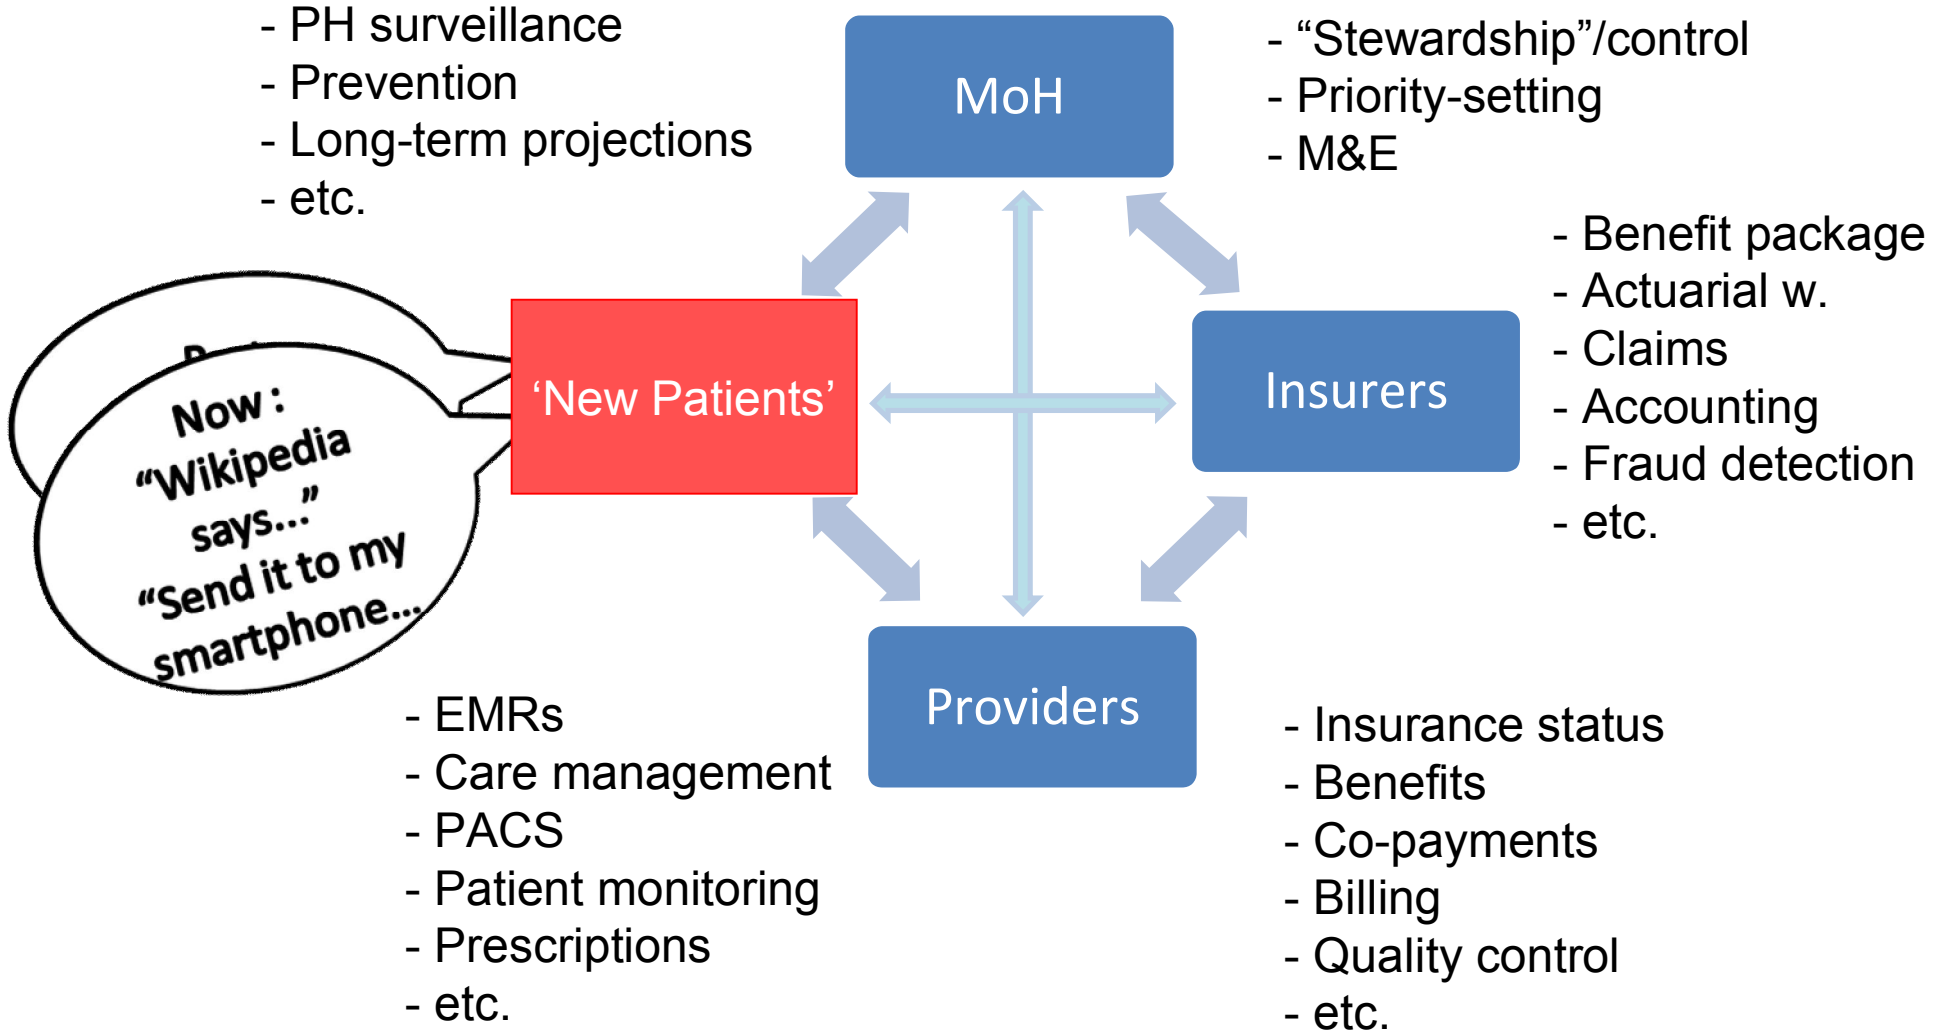 - PH surveillance
- Prevention
- Long-term projections
- etc.
MoH
- “Stewardship”/control
- Priority-setting
- M&E
- Benefit package
- Actuarial w.
- Claims
- Accounting
- Fraud detection
- etc.
Insurers
‘New Patients’
Now :
“Wikipedia
says...”
“Send it to my
smartphone...
Providers
- EMRs
- Care management
- PACS
- Patient monitoring
- Prescriptions
- etc.
- Insurance status
- Benefits
- Co-payments
- Billing
- Quality control
- etc.